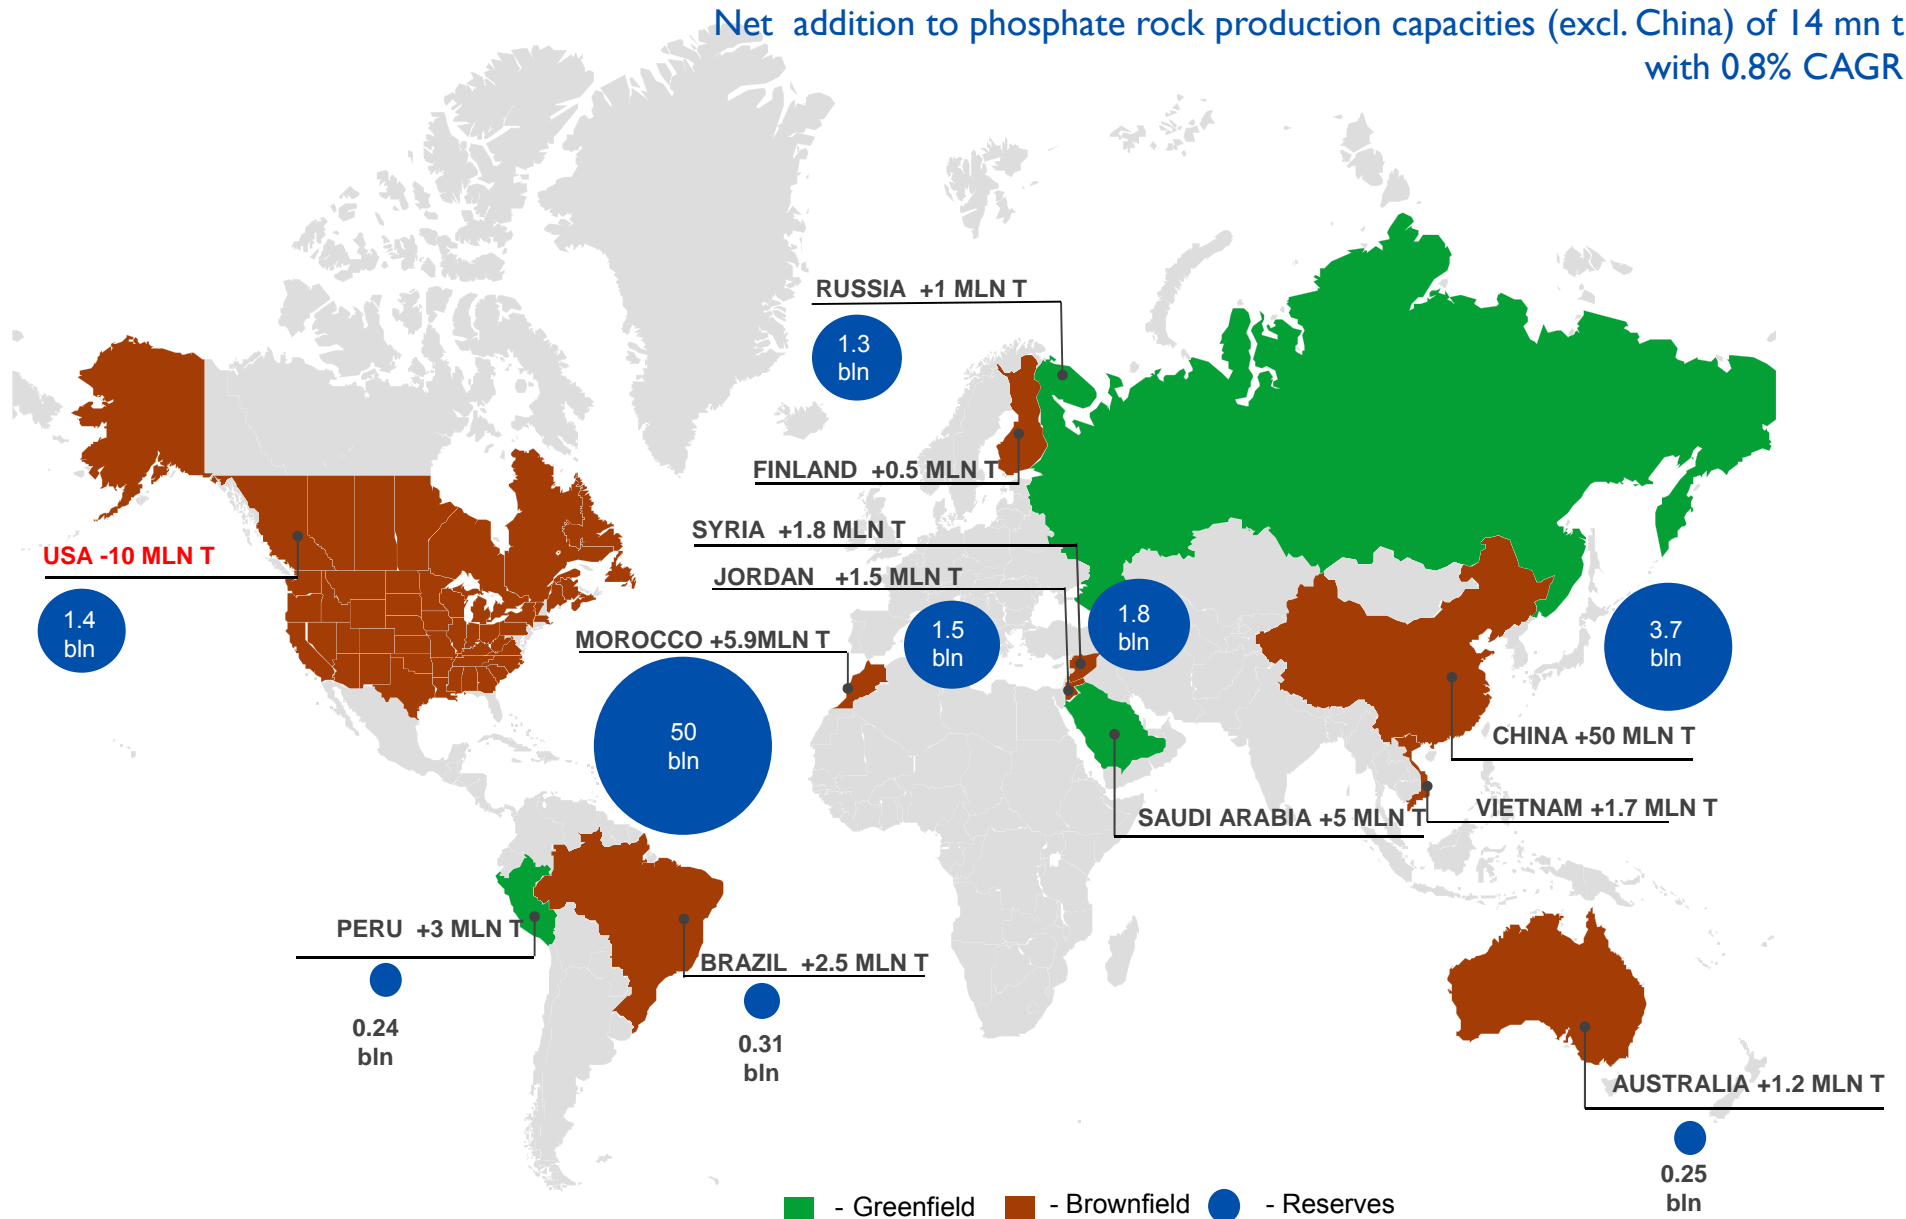 Net addition to phosphate rock production capacities (excl. China) of 14 mn t
with 0.8% CAGR
RUSSIA +1 MLN T
1.3
bln
FINLAND +0.5 MLN T
SYRIA +1.8 MLN T
USA -10 MLN T
JORDAN +1.5 MLN T
1.4
bln
MOROCCO +5.9MLN T
1.5
bln
1.8
bln
3.7
bln
50
bln
CHINA +50 MLN T
SAUDI ARABIA +5 MLN T
VIETNAM +1.7 MLN T
PERU +3 MLN T
BRAZIL +2.5 MLN T
0.24
bln
0.31
bln
AUSTRALIA +1.2 MLN T
0.25
bln
- Greenfield
- Brownfield
- Reserves